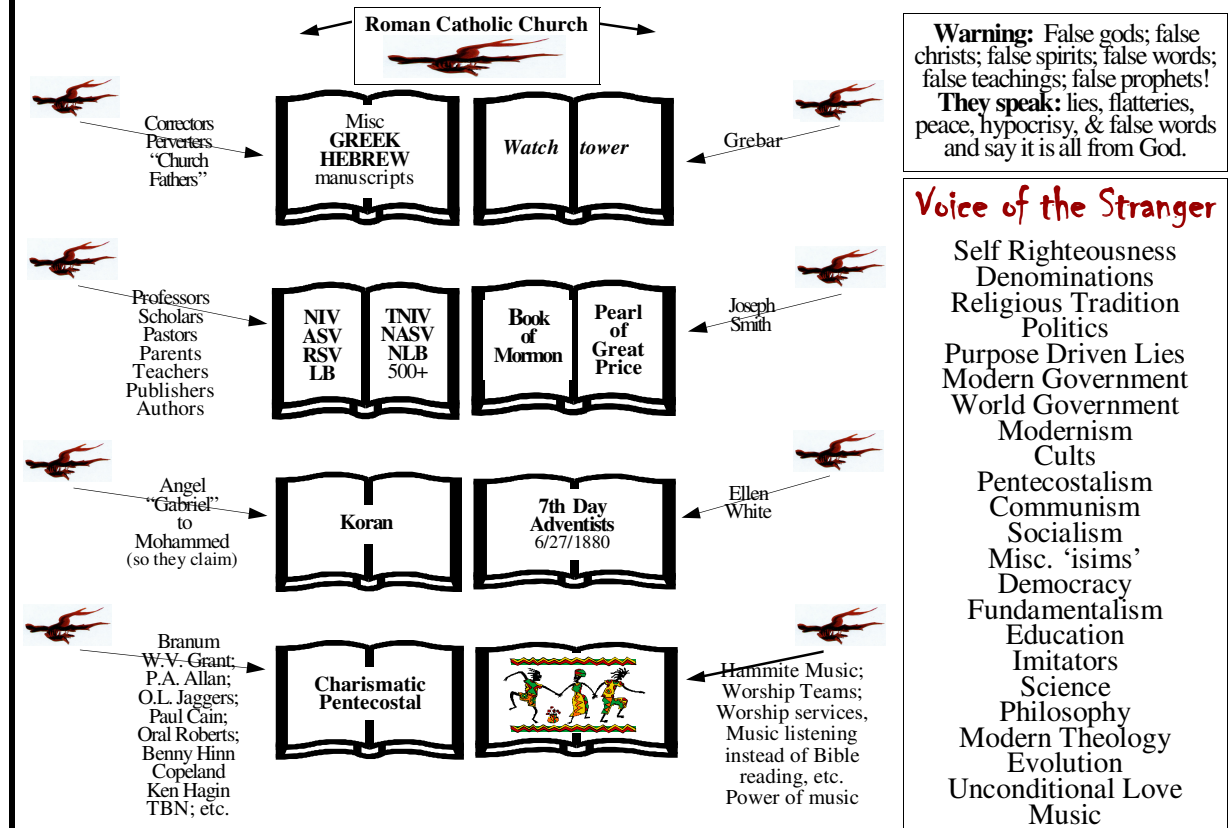 Roman Catholic Church
Correctors
Perverters
“Church
Fathers”
Misc
GREEK
HEBREW
manuscripts
Watch tower
Grebar
Professors
Scholars
Pastors
Parents
Teachers
Publishers
Authors
NIV
ASV
RSV
LB
TNIV
NASV
NLB
500+
Book
of
Mormon
Pearl
of
Great
Price
Joseph
Smith
Angel
“Gabriel”
to
Mohammed
(so they claim)
Koran
7th Day
Adventists
6/27/1880
Ellen
White
Branum
W.V. Grant;
P.A. Allan;
O.L. Jaggers;
Paul Cain;
Oral Roberts;
Benny Hinn
Copeland
Ken Hagin
TBN; etc.
Charismatic
Pentecostal
Hammite Music;
Worship Teams;
Worship services,
Music listening
instead of Bible
reading, etc.
Power of music
Warning: False gods; false
christs; false spirits; false words;
false teachings; false prophets!
They speak: lies, flatteries,
peace, hypocrisy, & false words
and say it is all from God.
Voice of the Stranger
Self Righteousness
Denominations
Religious Tradition
Politics
Purpose Driven Lies
Modern Government
World Government
Modernism
Cults
Pentecostalism
Communism
Socialism
Misc. ‘isims’
Democracy
Fundamentalism
Education
Imitators
Science
Philosophy
Modern Theology
Evolution
Unconditional Love
Music